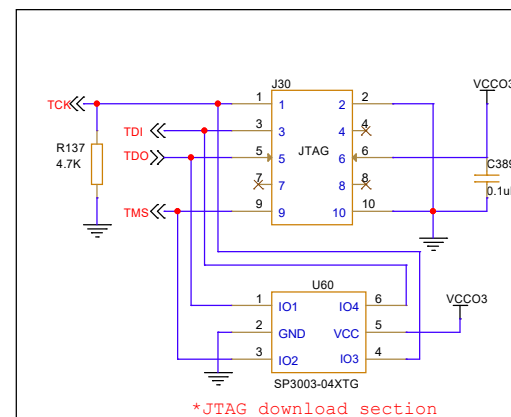 J30
VCCO3
TCK
1 1 2 2
TDI
3 3 4 4
R137
4.7K
TDO
5 5 JTAG 6 6
C389
0.1u
7 7 8 8
TMS
9 9 10 10
U60
VCCO3
1 IO1 IO4 6
2 GND VCC 5
3 IO2 IO3 4
SP3003-04XTG
*JTAG download section